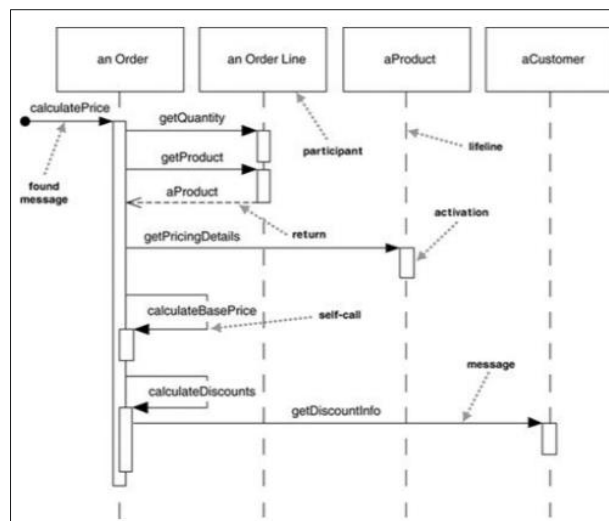 an Order
an Order Line
aProduct
aCustomer
calculatePrice
getQuantity
participant
lifeline
found
message
getProduct
aProduct
return
activation
getPricingDetails
calculateBasePrice
self-call
message
calculateDiscounts
getDiscountInfo